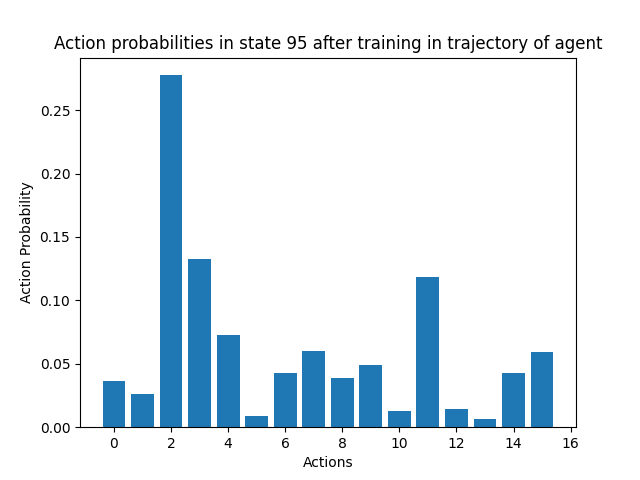 Action probabilities in state 95 after training in trajectory of agent
Action Probability
0.25
0.20
0.15
0.10
0.05
0.00
0 2 4 6 8 10 12 14 16
Actions